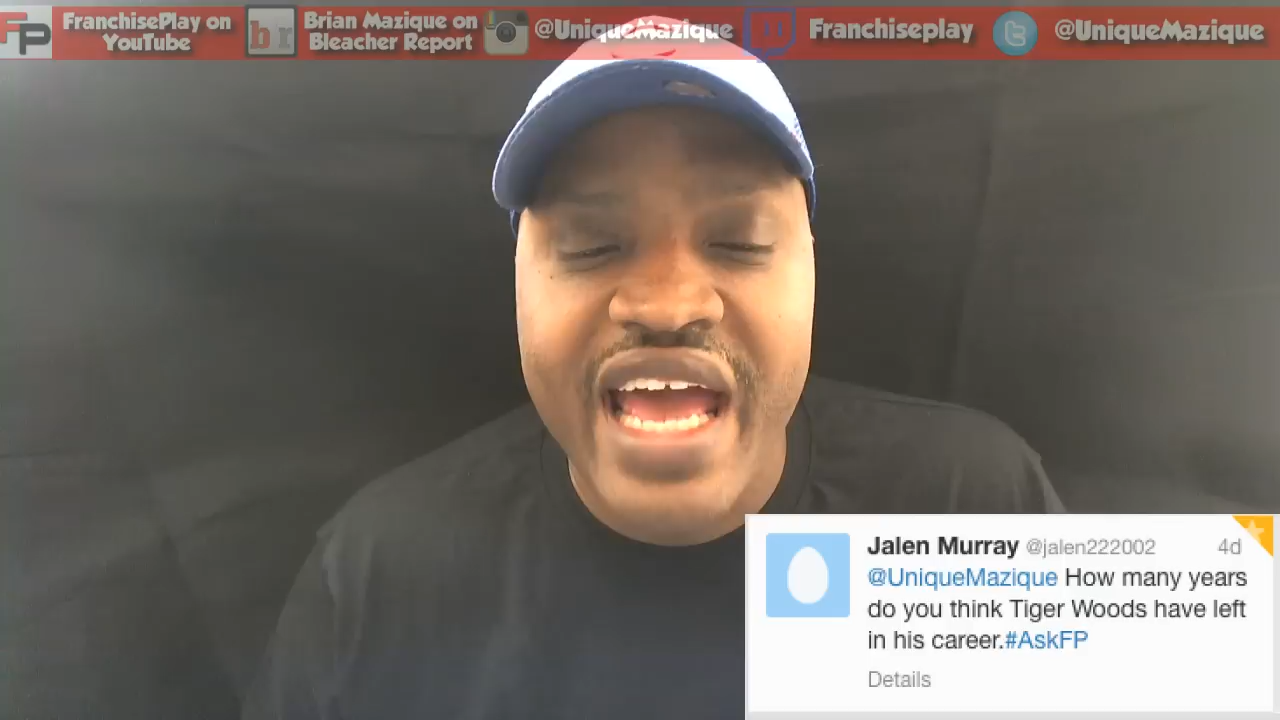 FP
FranchisePlay on
YouTube
br
Brian Mazique on
Bleacher Report
@UniqueMazique
Franchiseplay
@UniqueMazique
Jalen Murray @jalen222002 4d
@UniqueMazique How many years
do you think Tiger Woods have left
in his career.#AskFP
Details